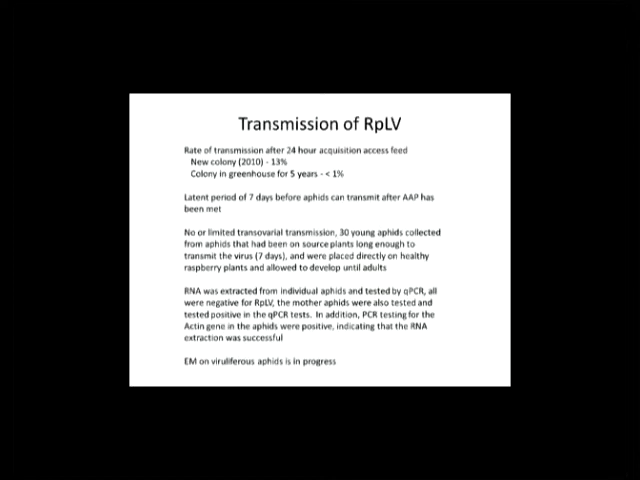 Transmission of RpLV
Rate of transmission after 24 hour acquisition access feed
New colony (2010) - 13%
Colony in greenhouse for 5 years - < 1%
Latent period of 7 days before aphids can transmit after AAP has
been met
No or limited transovarial transmission, 30 young aphids collected
from aphids that had been on source plants long enough to
transmit the virus (7 days), and were placed directly on healthy
raspberry plants and allowed to develop until adults
RNA was extracted from individual aphids and tested by qPCR, all
were negative for RpLV, the mother aphids were also tested and
tested positive in the qPCR tests. In addition, PCR testing for the
Actin gene in the aphids were positive, indicating that the RNA
extraction was successful
EM on viruliferous aphids is in progress